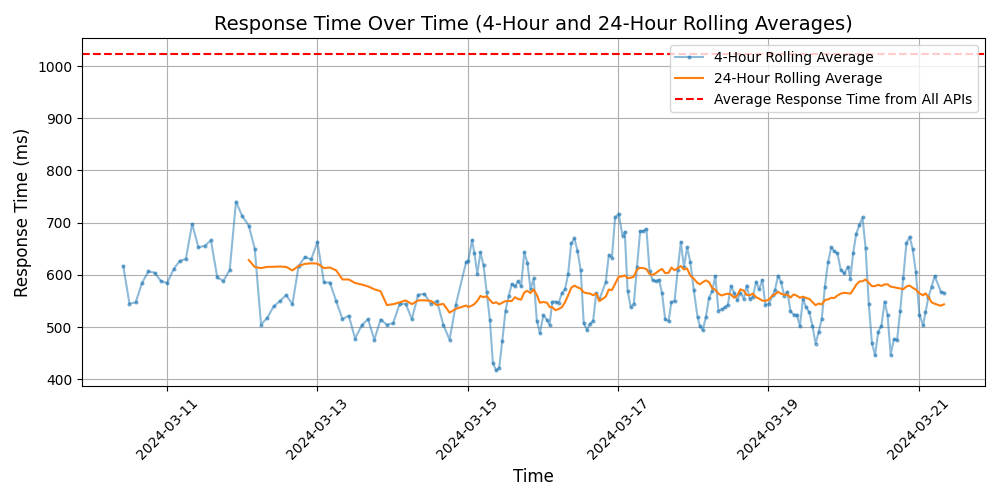 Response Time Over Time (4-Hour and 24-Hour Rolling Averages)
Response Time (ms)
1000
900
800
700
600
500
400
4-Hour Rolling Average
24-Hour Rolling Average
Average Response Time from All APIs
2024-03-11
2024-03-13
2024-03-15
2024-03-17
2024-03-19
2024-03-21
Time